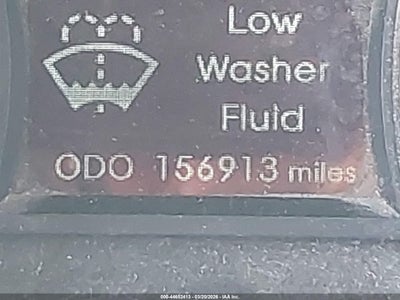 Low
Washer
Fluid
ODO 156913 miles